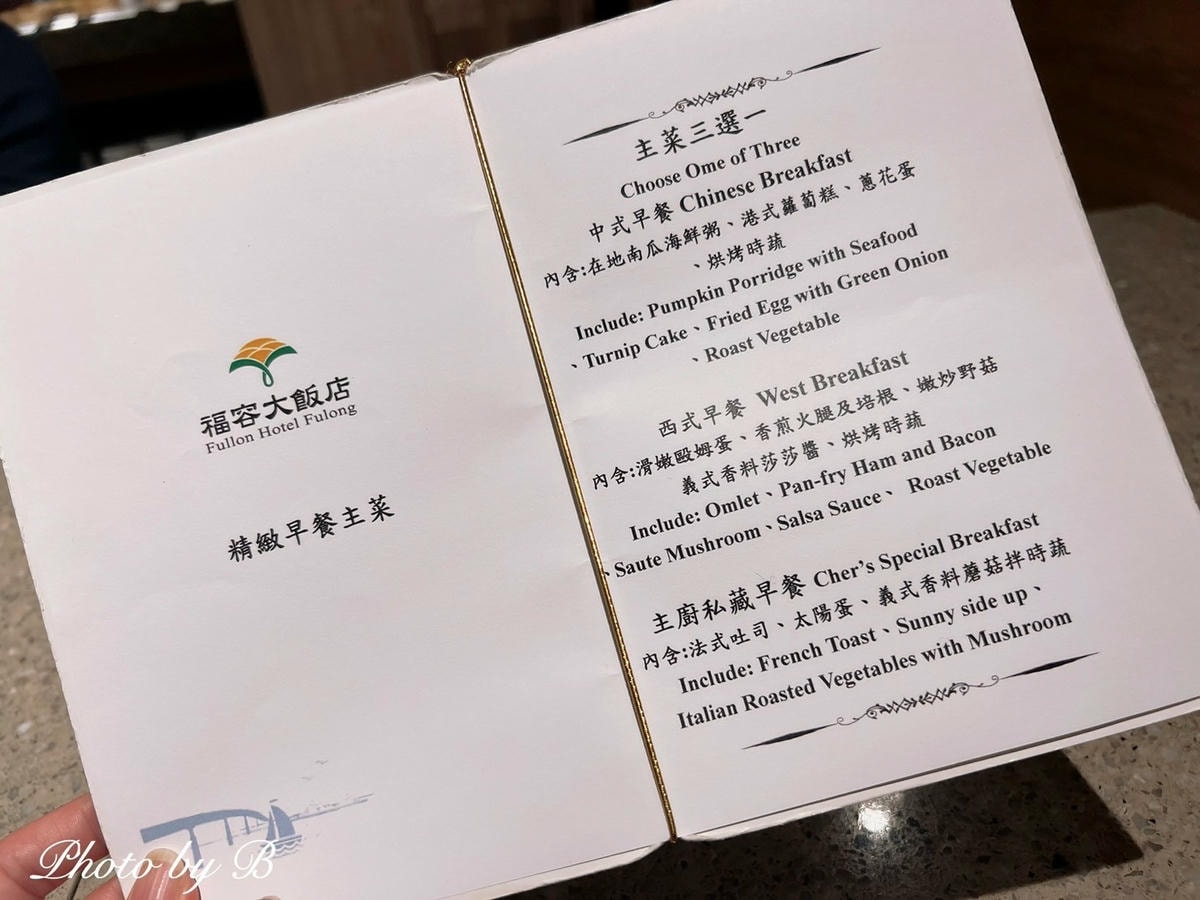 福容大飯店
Fullon Hotel Fulong
精緻早餐主菜
主菜三選一
Choose Ome of Three
中式早餐 Chinese Breakfast
內含:在地南瓜海鮮粥、港式蘿蔔糕、蔥花蛋
、烘烤時蔬
Include: Pumpkin Porridge with Seafood
、Turnip Cake、Fried Egg with Green Onion
、Roast Vegetable
西式早餐 West Breakfast
內含:滑嫩毆姆蛋、香煎火腿及培根、嫩炒野菇
義式香料莎莎醬、烘烤時蔬
Include: Omlet、Pan-fry Ham and Bacon
、Saute Mushroom、Salsa Sauce、 Roast Vegetable
主廚私藏早餐 Cher's Special Breakfast
內含:法式吐司、太陽蛋、義式香料蘑菇拌時蔬
Include: French Toast、Sunny side up、
Italian Roasted Vegetables with Mushroom
Photo by B